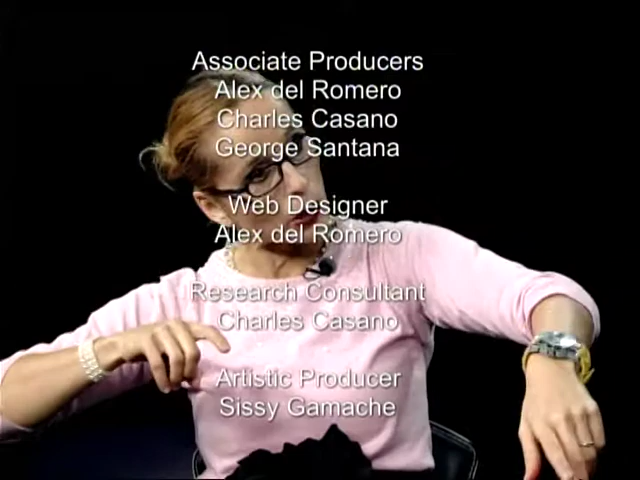 Associate Producers
Alex del Romero
Charles Casano
George Santana
Web Designer
Alex del Romero
Research Consultant
Charles Casano
Artistic Producer
Sissy Gamache